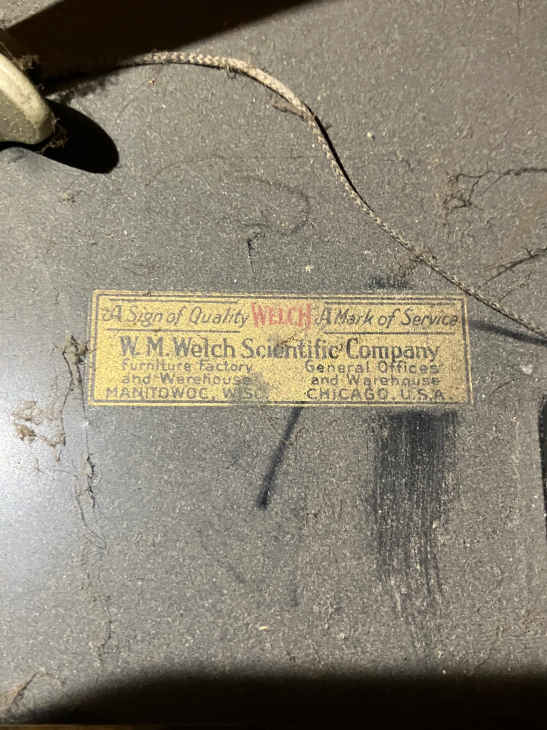 A Sign of Quality WELCH A Mark of Service
W. M. Welch Scientific Company
Furniture Factory General Offices
and Warehouse and Warehouse
MANITOWOC, WISC. CHICAGO, U.S.A.